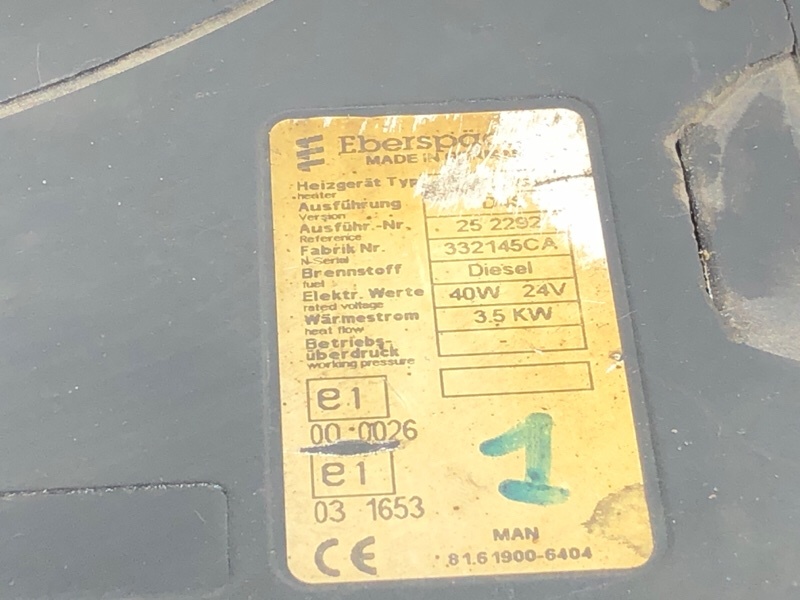 Eberspäc
MADE IN
Heizgerät Typ
heater
Ausführung
Version
Ausführ.-Nr. 25 2292
Reference
Fabrik Nr. 332145CA
N-Serial
Brennstoff Diesel
fuel
Elektr. Werte 40W 24V
rated voltage
Wärmestrom 3.5 KW
heat flow
Betriebs- -
überdruck
working pressure
e1
00 0026
e1
03 1653
1
CE
MAN
81.61900-6404